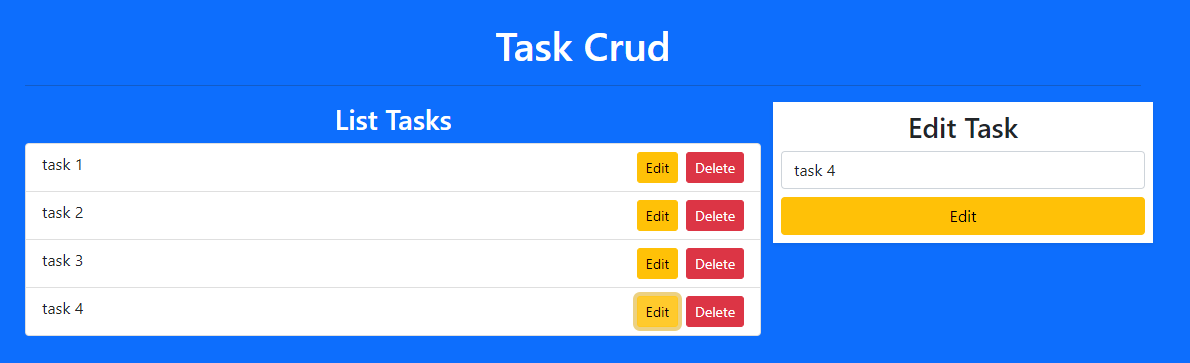 Task Crud
List Tasks
task 1 Edit Delete
task 2 Edit Delete
task 3 Edit Delete
task 4 Edit Delete
Edit Task
task 4
Edit